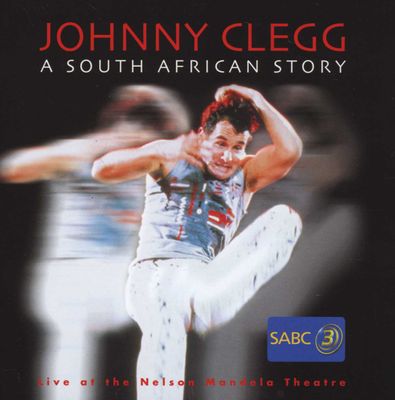 JOHNNY CLEGG
A SOUTH AFRICAN STORY
SABC 3
Live at the Nelson Mandela Theatre